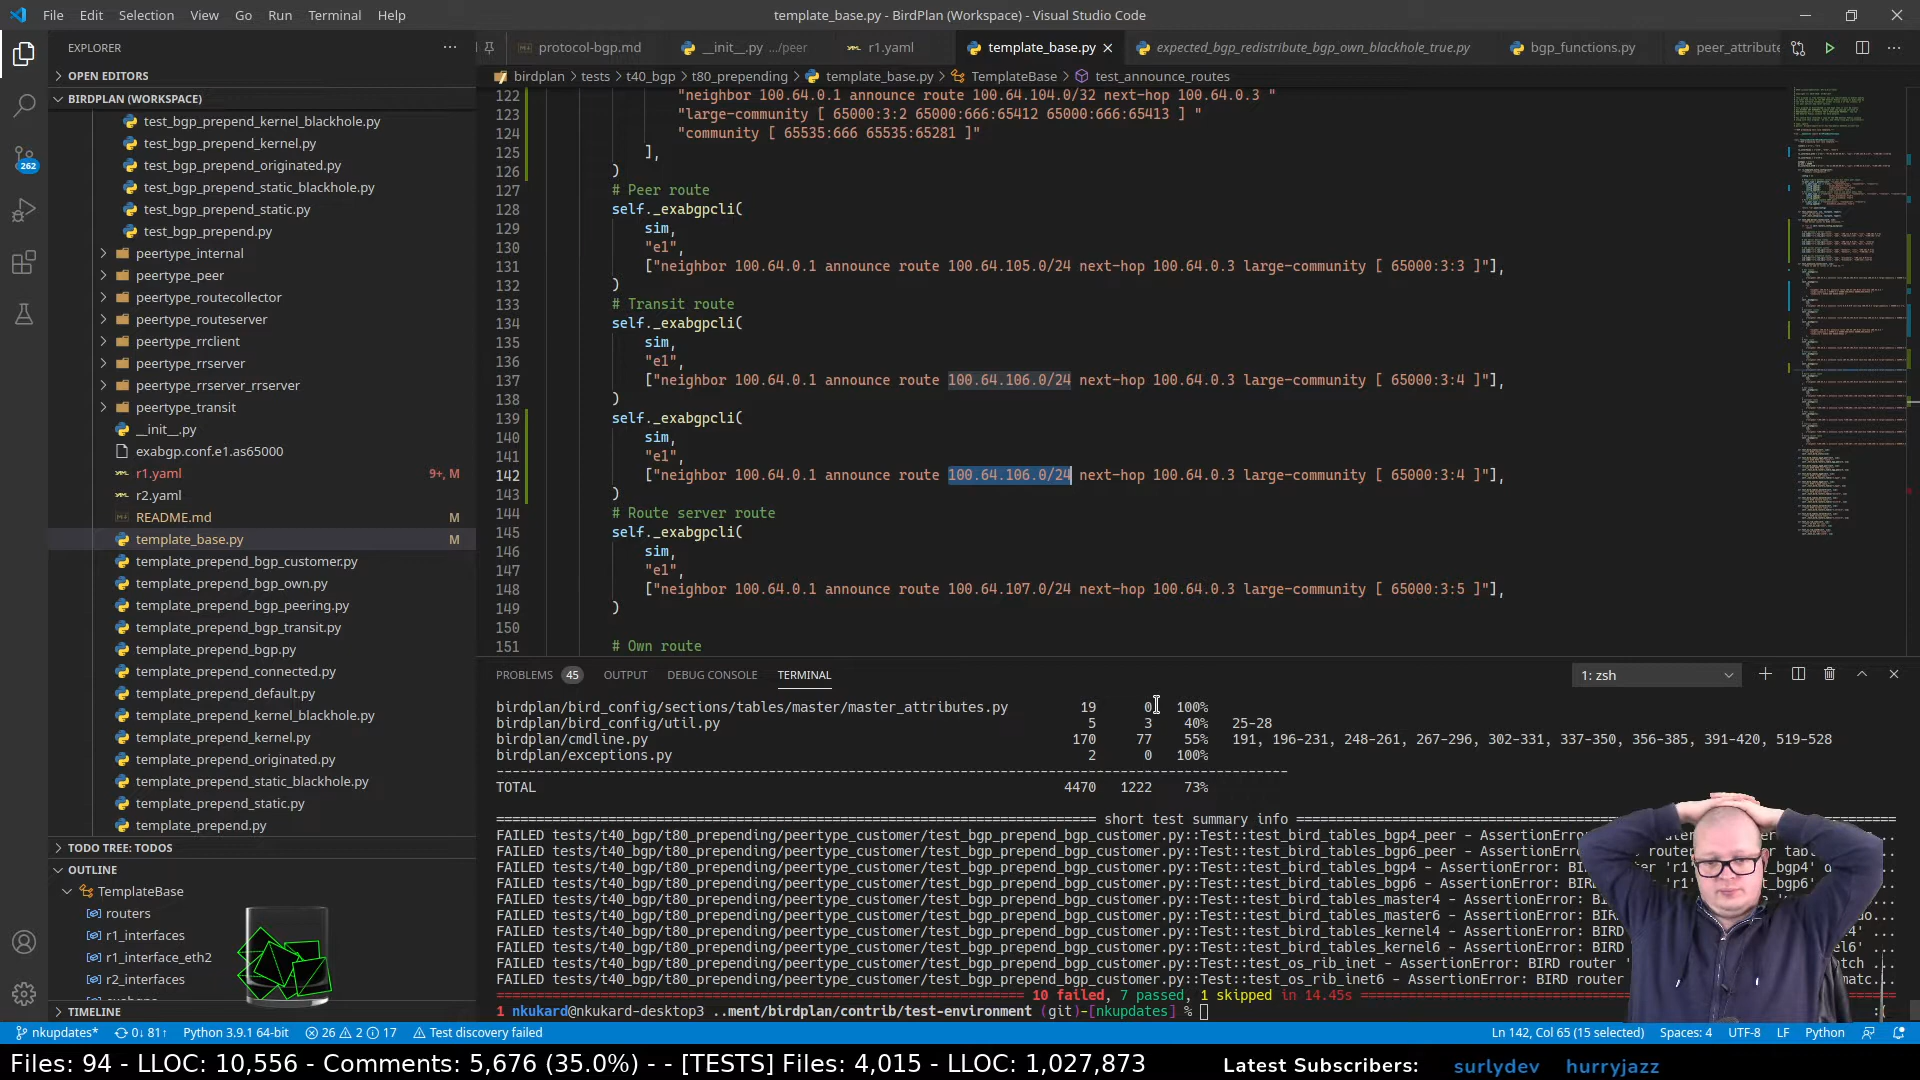 File Edit Selection View Go Run Terminal Help
template_base.py - BirdPlan (Workspace) - Visual Studio Code
EXPLORER
OPEN EDITORS
BIRDPLAN (WORKSPACE)
test_bgp_prepend_kernel_blackhole.py
test_bgp_prepend_kernel.py
test_bgp_prepend_originated.py
test_bgp_prepend_static_blackhole.py
test_bgp_prepend_static.py
test_bgp_prepend.py
peertype_internal
peertype_peer
peertype_routecollector
peertype_routeserver
peertype_rrclient
peertype_rrserver
peertype_rrserver_rrserver
peertype_transit
__init__.py
exabgp.conf.e1.as65000
r1.yaml 9+, M
r2.yaml
README.md M
template_base.py M
template_prepend_bgp_customer.py
template_prepend_bgp_own.py
template_prepend_bgp_peering.py
template_prepend_bgp_transit.py
template_prepend_bgp.py
template_prepend_connected.py
template_prepend_default.py
template_prepend_kernel_blackhole.py
template_prepend_kernel.py
template_prepend_originated.py
template_prepend_static_blackhole.py
template_prepend_static.py
template_prepend.py
TODO TREE: TODOS
OUTLINE
TemplateBase
routers
r1_interfaces
r1_interface_eth2
r2_interfaces
TIMELINE
262
protocol-bgp.md __init__.py .../peer r1.yaml template_base.py expected_bgp_redistribute_bgp_own_blackhole_true.py bgp_functions.py peer_attribute
birdplan > tests > t40_bgp > t80_prepending > template_base.py > TemplateBase > test_announce_routes
122 "neighbor 100.64.0.1 announce route 100.64.104.0/32 next-hop 100.64.0.3 "
123 "large-community [ 65000:3:2 65000:666:65412 65000:666:65413 ] "
124 "community [ 65535:666 65535:65281 ]"
125 ],
126 )
127 # Peer route
128 self._exabgpcli(
129 sim,
130 "e1",
131 ["neighbor 100.64.0.1 announce route 100.64.105.0/24 next-hop 100.64.0.3 large-community [ 65000:3:3 ]"],
132 )
133 # Transit route
134 self._exabgpcli(
135 sim,
136 "e1",
137 ["neighbor 100.64.0.1 announce route 100.64.106.0/24 next-hop 100.64.0.3 large-community [ 65000:3:4 ]"],
138 )
139 self._exabgpcli(
140 sim,
141 "e1",
142 ["neighbor 100.64.0.1 announce route 100.64.106.0/24 next-hop 100.64.0.3 large-community [ 65000:3:4 ]"],
143 )
144 # Route server route
145 self._exabgpcli(
146 sim,
147 "e1",
148 ["neighbor 100.64.0.1 announce route 100.64.107.0/24 next-hop 100.64.0.3 large-community [ 65000:3:5 ]"],
149 )
150
151 # Own route
PROBLEMS 45 OUTPUT DEBUG CONSOLE TERMINAL 1: zsh
birdplan/bird_config/sections/tables/master/master_attributes.py 19 0 100%
birdplan/bird_config/util.py 5 3 40% 25-28
birdplan/cmdline.py 170 77 55% 191, 196-231, 248-261, 267-296, 302-331, 337-350, 356-385, 391-420, 519-528
birdplan/exceptions.py 2 0 100%
TOTAL 4470 1222 73%
short test summary info
FAILED tests/t40_bgp/t80_prepending/peertype_customer/test_bgp_prepend_bgp_customer.py::Test::test_bird_tables_bgp4_peer - AssertionError: ...
FAILED tests/t40_bgp/t80_prepending/peertype_customer/test_bgp_prepend_bgp_customer.py::Test::test_bird_tables_bgp6_peer - AssertionError: ...
FAILED tests/t40_bgp/t80_prepending/peertype_customer/test_bgp_prepend_bgp_customer.py::Test::test_bird_tables_bgp4 - AssertionError: ...
FAILED tests/t40_bgp/t80_prepending/peertype_customer/test_bgp_prepend_bgp_customer.py::Test::test_bird_tables_bgp6 - AssertionError: ...
FAILED tests/t40_bgp/t80_prepending/peertype_customer/test_bgp_prepend_bgp_customer.py::Test::test_bird_tables_master4 - AssertionError: ...
FAILED tests/t40_bgp/t80_prepending/peertype_customer/test_bgp_prepend_bgp_customer.py::Test::test_bird_tables_master6 - AssertionError: ...
FAILED tests/t40_bgp/t80_prepending/peertype_customer/test_bgp_prepend_bgp_customer.py::Test::test_bird_tables_kernel4 - AssertionError: BIRD ...
FAILED tests/t40_bgp/t80_prepending/peertype_customer/test_bgp_prepend_bgp_customer.py::Test::test_bird_tables_kernel6 - AssertionError: BIRD ...
FAILED tests/t40_bgp/t80_prepending/peertype_customer/test_bgp_prepend_bgp_customer.py::Test::test_os_rib_inet - AssertionError: BIRD router ...
FAILED tests/t40_bgp/t80_prepending/peertype_customer/test_bgp_prepend_bgp_customer.py::Test::test_os_rib_inet6 - AssertionError: BIRD router ...
10 failed, 7 passed, 1 skipped in 14.45s
1 nkukard@nkukard-desktop3 ..ment/birdplan/contrib/test-environment (git)-[nkupdates] % :(
nkupdates* 0↓ 81↑ Python 3.9.1 64-bit 26 2 17 Test discovery failed Ln 142, Col 65 (15 selected) Spaces: 4 UTF-8 LF Python
Files: 94 - LLOC: 10,556 - Comments: 5,676 (35.0%) - - [TESTS] Files: 4,015 - LLOC: 1,027,873 Latest Subscribers: surlydev hurryjazz